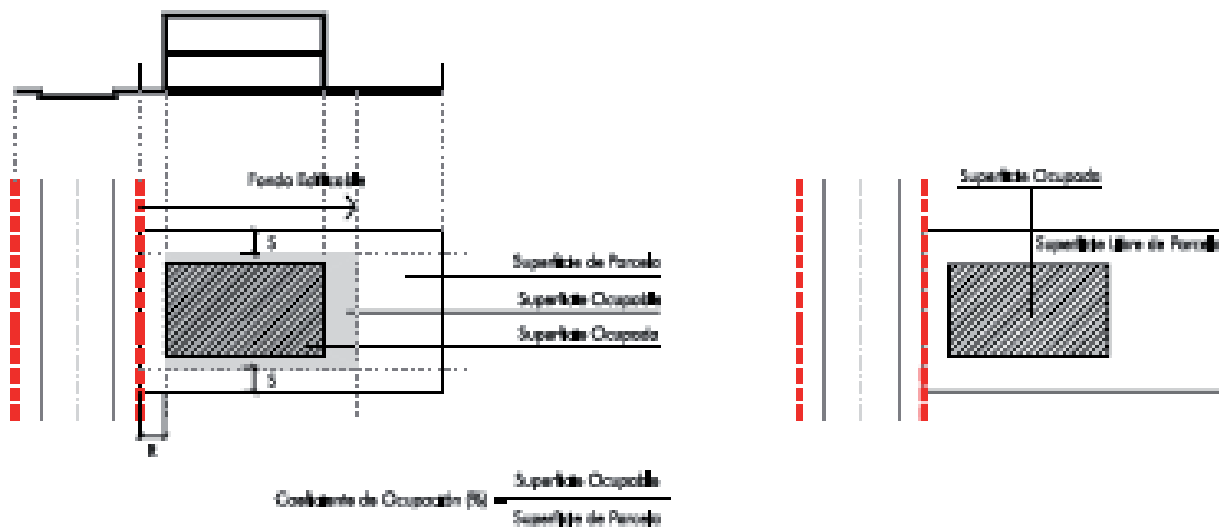 Fondo Edificable
Superficie Ocupada
S
Superficie Libre de Parcela
Superficie de Parcela
Superficie Ocupable
Superficie Ocupada
S
R
Coeficiente de Ocupación (%) =
Superficie Ocupable
Superficie de Parcela